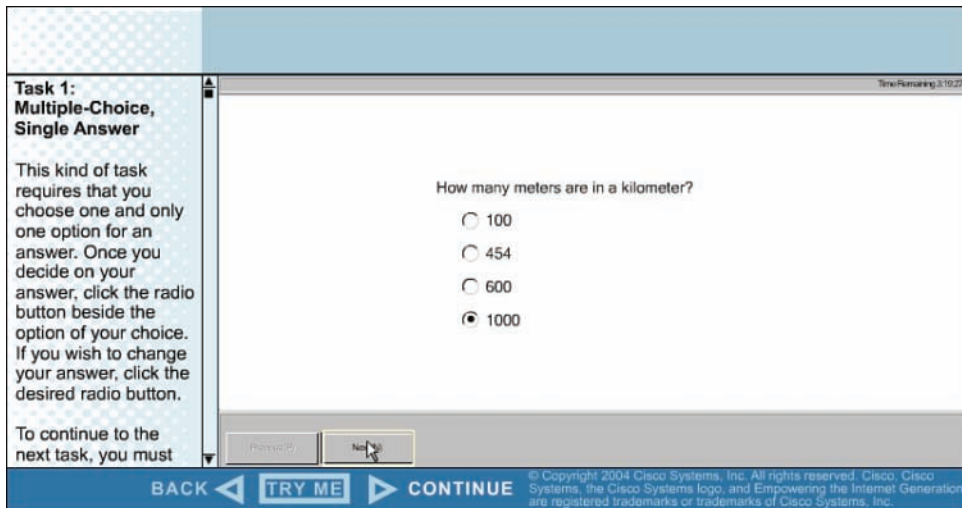 Time Remaining 3:19:27
Task 1:
Multiple-Choice,
Single Answer
This kind of task
requires that you
choose one and only
one option for an
answer. Once you
decide on your
answer, click the radio
button beside the
option of your choice.
If you wish to change
your answer, click the
desired radio button.
To continue to the
next task, you must
How many meters are in a kilometer?
100
454
600
1000
BACK TRY ME CONTINUE
© Copyright 2004 Cisco Systems, Inc. All rights reserved. Cisco, Cisco
Systems, the Cisco Systems logo, and Empowering the Internet Generation
are registered trademarks or trademarks of Cisco Systems, Inc.